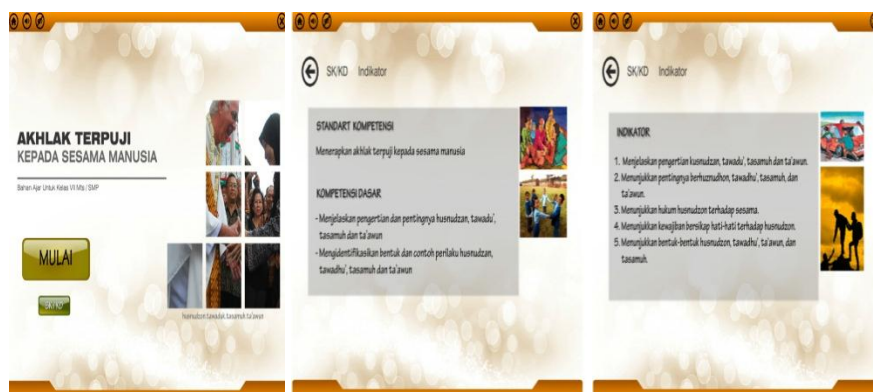 AKHLAK TERPUJI
KEPADA SESAMA MANUSIA
Bahan Ajar Untuk Kelas VII Mts / SMP
MULAI
SK/KD
husnudzon,tawaduk,tasamuh,ta'awun
SK/KD Indikator
STANDART KOMPETENSI
Menerapkan akhlak terpuji kepada sesama manusia
KOMPETENSI DASAR
- Menjelaskan pengertian dan pentingnya husnudzan, tawadu',
tasamuh dan ta'awun
- Mengidentifikasikan bentuk dan contoh perilaku husnudzan,
tawadhu', tasamuh dan ta'awun
SK/KD Indikator
INDIKATOR
1. Menjelaskan pengertian kusnudzan, tawadu', tasamuh dan ta'awun.
2. Menunjukkan pentingnya berhuznudhon, tawadhu', tasamuh, dan
ta'awun.
3. Menunjukkan hukum husnudzon terhadap sesama.
4. Menunjukkan kewajiban bersikap hati-hati terhadap husnudzon.
5. Menunjukkan bentuk-bentuk husnudzon, tawadhu', ta'awun, dan
tasamuh.